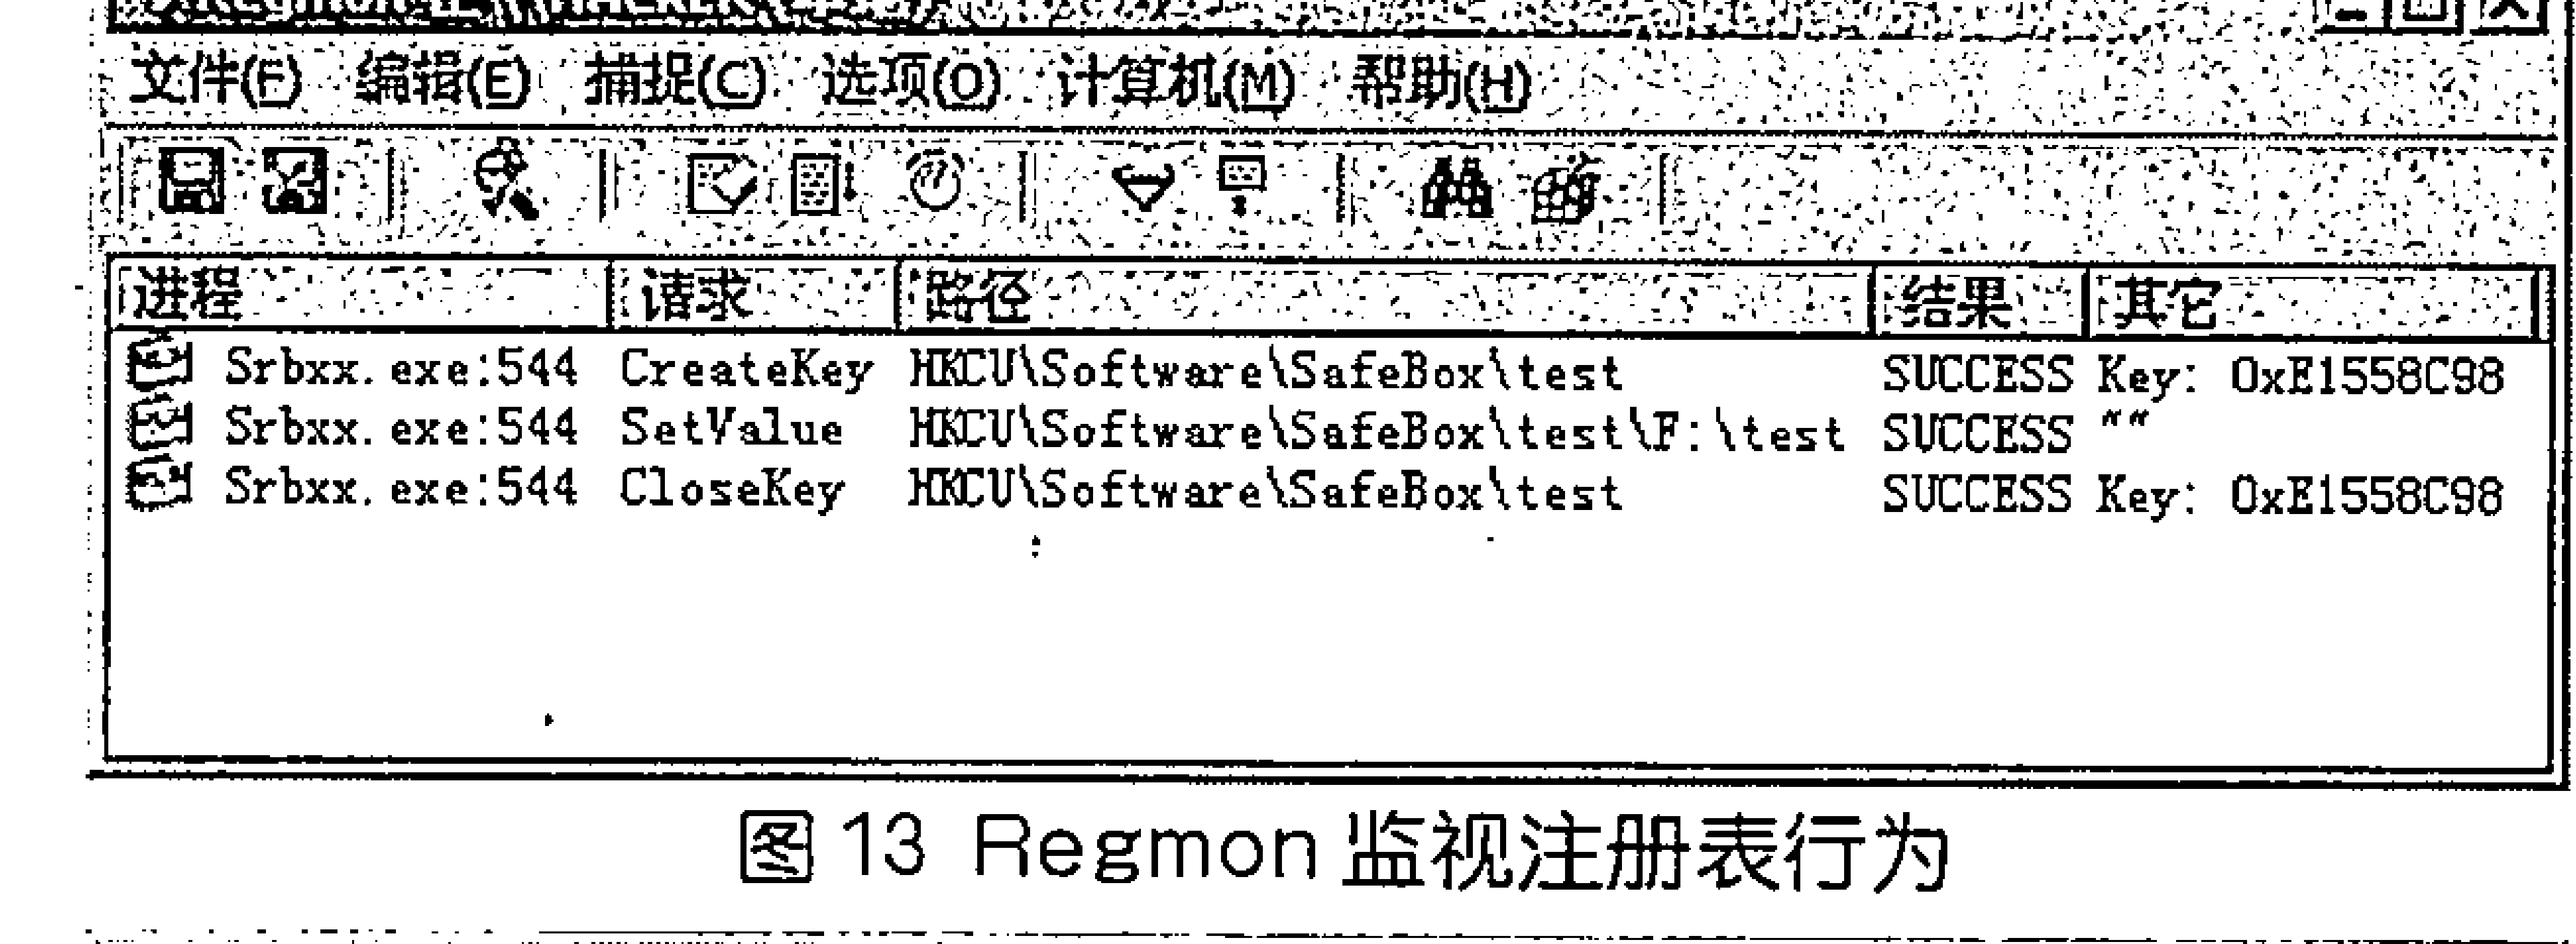 文件(F) 编辑(E) 捕捉(C) 选项(O) 计算机(M) 帮助(H)
进程 请求 路径 结果 其它
Srbxx.exe:544 CreateKey HKCU\Software\SafeBox\test SUCCESS Key: 0xE1558C98
Srbxx.exe:544 SetValue HKCU\Software\SafeBox\test\F:\test SUCCESS ""
Srbxx.exe:544 CloseKey HKCU\Software\SafeBox\test SUCCESS Key: 0xE1558C98
图 13 Regmon 监视注册表行为